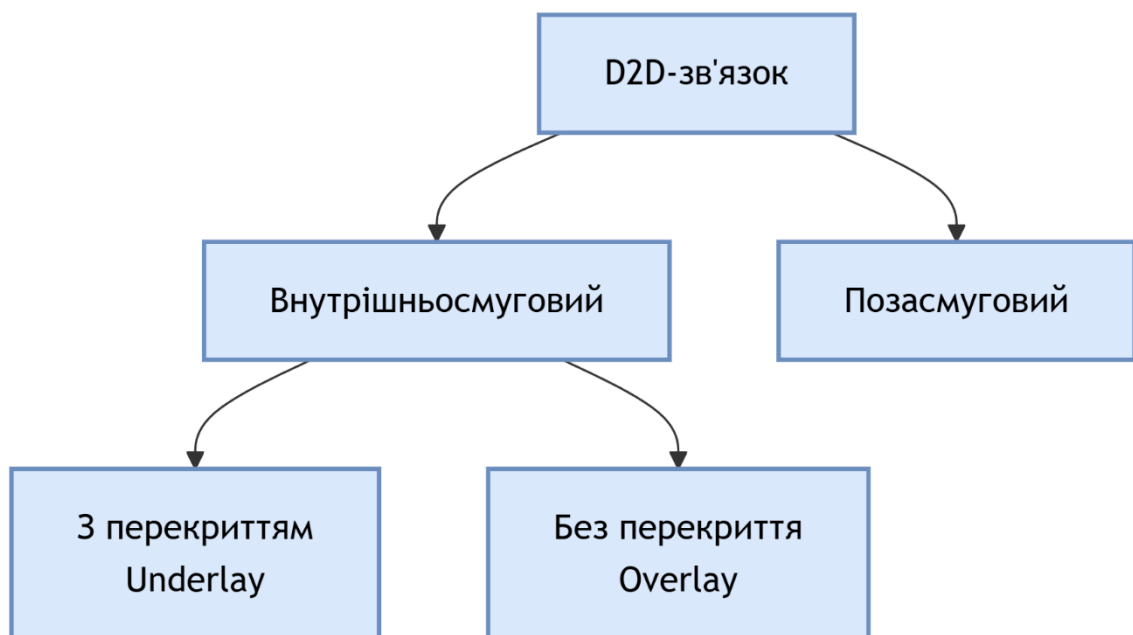 D2D-зв'язок
Внутрішньосмуговий
Позасмуговий
З перекриттям
Underlay
Без перекриття
Overlay